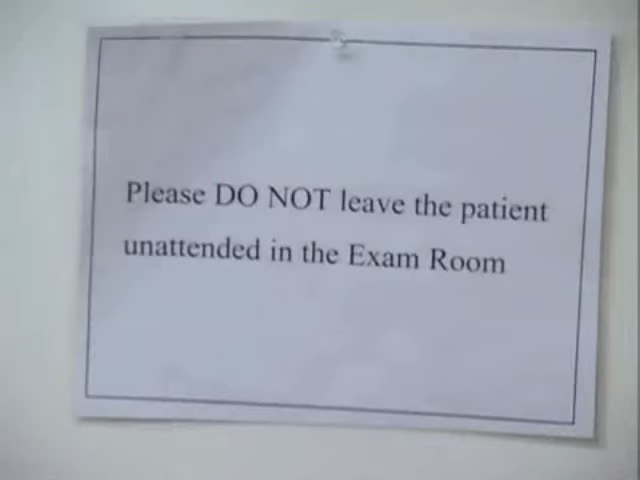 Please DO NOT leave the patient
unattended in the Exam Room